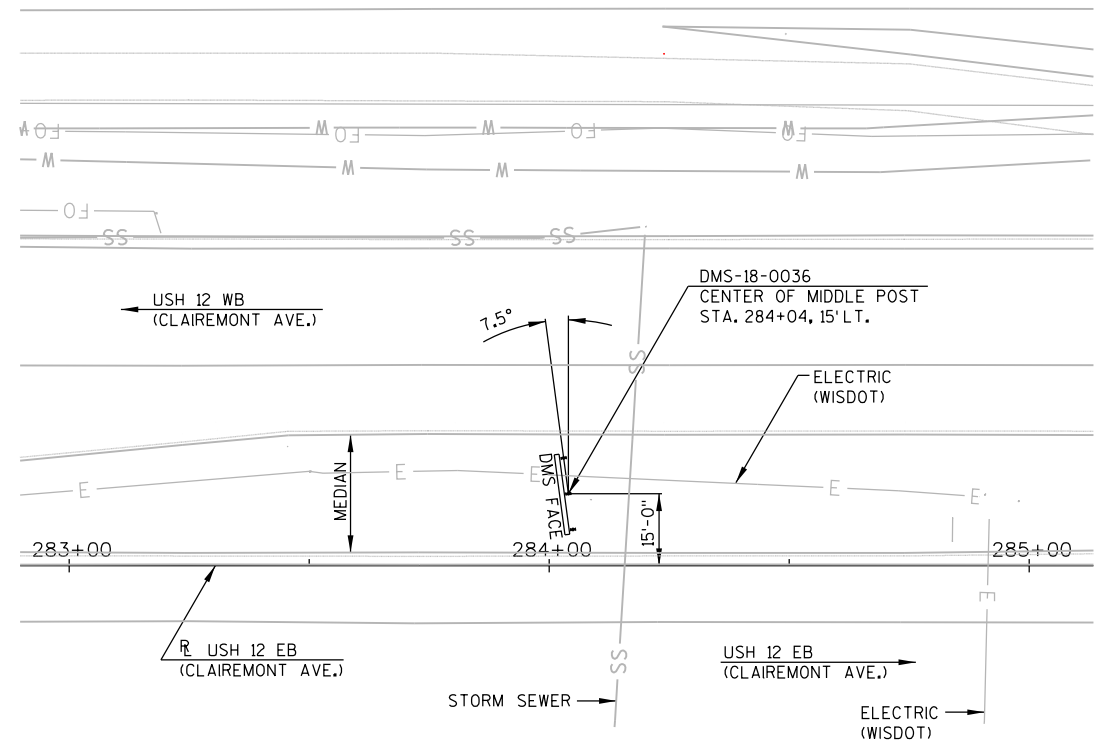 W FO W FO W FO W FO
W W W W
FO
SS SS SS
DMS-18-0036
CENTER OF MIDDLE POST
STA. 284+04, 15' LT.
USH 12 WB
(CLAIREMONT AVE.)
7.5°
SS
ELECTRIC
(WISDOT)
MEDIAN
E E E E E
DMS FACE
15'-0"
283+00 284+00 285+00
E
USH 12 EB
(CLAIREMONT AVE.)
SS
USH 12 EB
(CLAIREMONT AVE.)
STORM SEWER
ELECTRIC
(WISDOT)